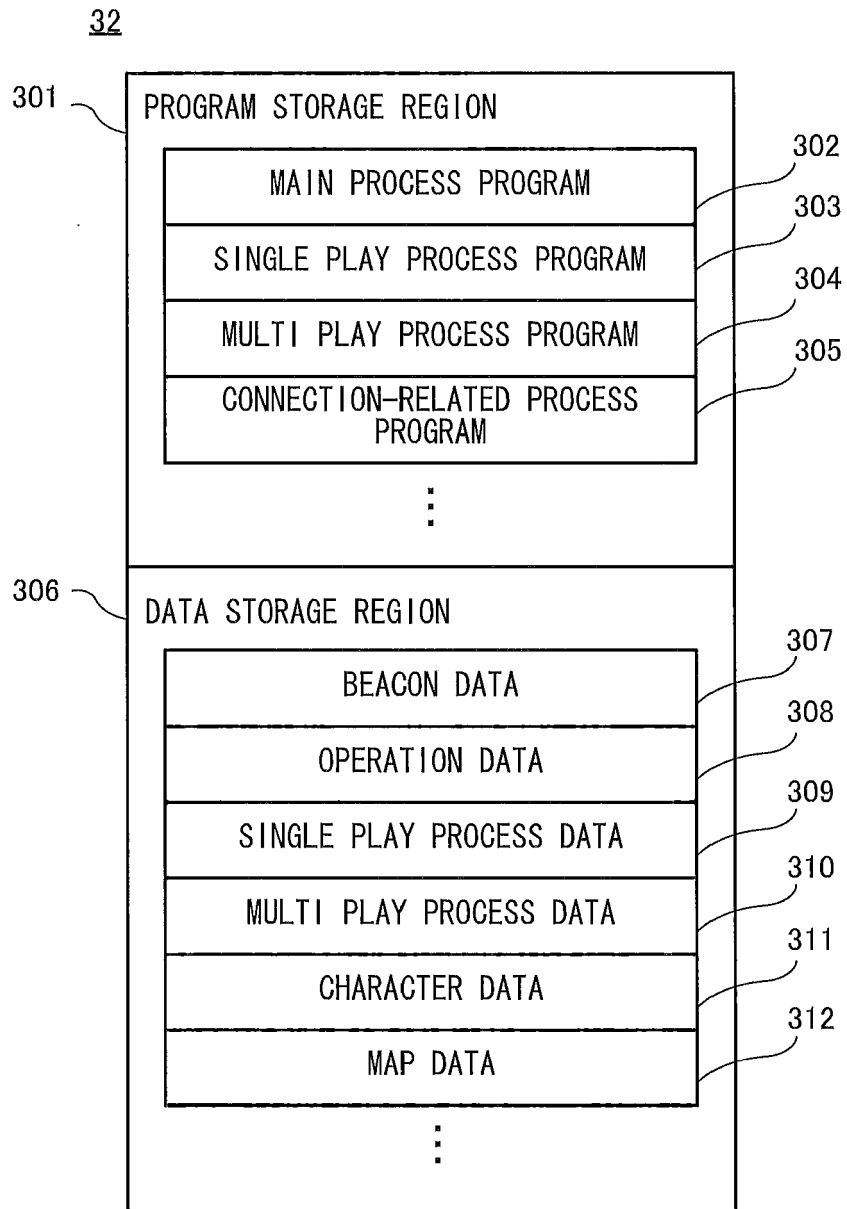 32
301
PROGRAM STORAGE REGION
302
MAIN PROCESS PROGRAM
303
SINGLE PLAY PROCESS PROGRAM
304
MULTI PLAY PROCESS PROGRAM
305
CONNECTION-RELATED PROCESS
PROGRAM
306
DATA STORAGE REGION
307
BEACON DATA
308
OPERATION DATA
309
SINGLE PLAY PROCESS DATA
310
MULTI PLAY PROCESS DATA
311
CHARACTER DATA
312
MAP DATA